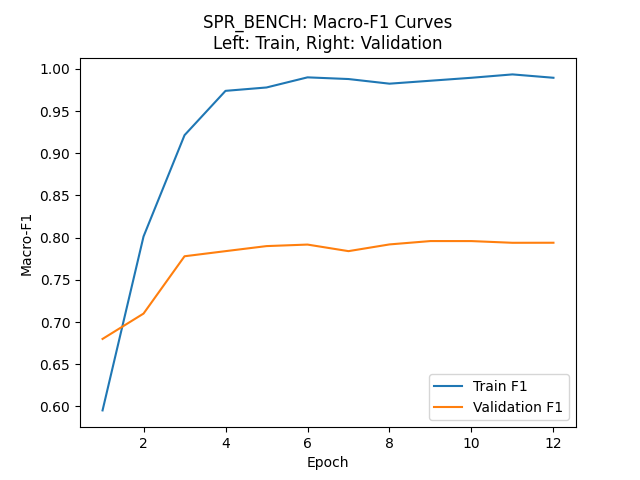 SPR_BENCH: Macro-F1 Curves
Left: Train, Right: Validation
1.00
0.95
0.90
0.85
0.80
0.75
0.70
0.65
0.60
Macro-F1
2 4 6 8 10 12
Epoch
Train F1
Validation F1